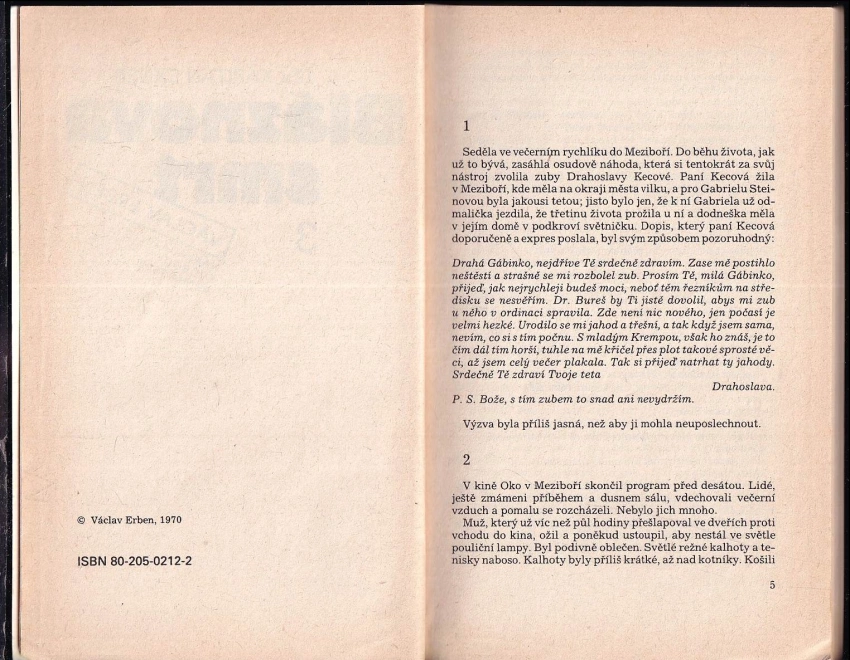 © Václav Erben, 1970
ISBN 80-205-0212-2
1
Seděla ve večerním rychlíku do Meziboří. Do běhu života, jak
už to bývá, zasáhla osudově náhoda, která si tentokrát za svůj
nástroj zvolila zuby Drahoslavy Kecové. Paní Kecová žila
v Meziboří, kde měla na okraji města vilku, a pro Gabrielu Stei-
novou byla jakousi tetou; jisto bylo jen, že k ní Gabriela už od-
malička jezdila, že třetinu života prožila u ní a dodneška měla
v jejím domě v podkroví světničku. Dopis, který paní Kecová
doporučeně a expres poslala, byl svým způsobem pozoruhodný:
Drahá Gábinko, nejdříve Tě srdečně zdravím. Zase mě postihlo
neštěstí a strašně se mi rozbolel zub. Prosím Tě, milá Gábinko,
přijeď, jak nejrychleji budeš moci, neboť těm řezníkům na stře-
disku se nesvěřím. Dr. Bureš by Ti jistě dovolil, abys mi zub
u něho v ordinaci spravila. Zde není nic nového, jen počasí je
velmi hezké. Urodilo se mi jahod a třešní, a tak když jsem sama,
nevím, co si s tím počnu. S mladým Krempou, však ho znáš, je to
čím dál tím horší, tuhle na mě křičel přes plot takové sprosté vě-
ci, až jsem celý večer plakala. Tak si přijeď natrhat ty jahody.
Srdečně Tě zdraví Tvoje teta
Drahoslava.
P. S. Bože, s tím zubem to snad ani nevydržím.
Výzva byla příliš jasná, než aby ji mohla neuposlechnout.
2
V kině Oko v Meziboří skončil program před desátou. Lidé,
ještě zmámeni příběhem a dusnem sálu, vdechovali večerní
vzduch a pomalu se rozcházeli. Nebylo jich mnoho.
Muž, který už víc než půl hodiny přešlapoval ve dveřích proti
vchodu do kina, ožil a poněkud ustoupil, aby nestál ve světle
pouliční lampy. Byl podivně oblečen. Světlé režné kalhoty a te-
nisky naboso. Kalhoty byly příliš krátké, až nad kotníky. Košili
5